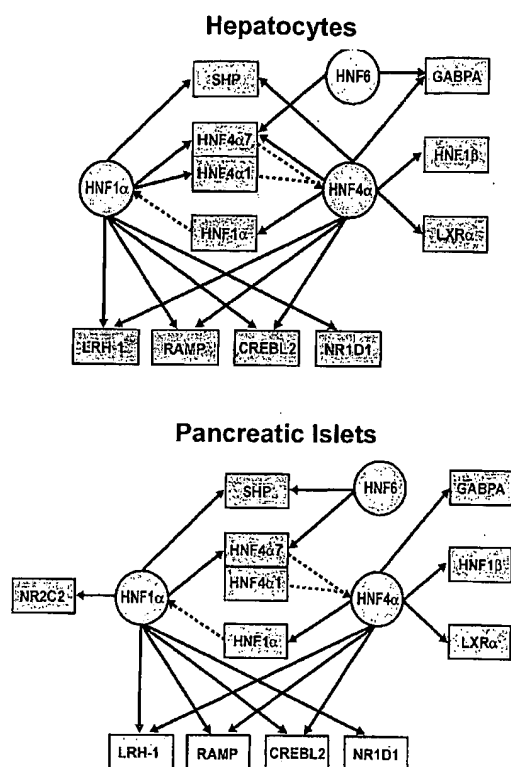 Hepatocytes
SHP
HNF6
GABPA
HNF4α7
HNF4α1
HNF1α
HNF4α
HNF1β
HNF1α
LXRα
LRH-1
RAMP
CREBL2
NR1D1
Pancreatic Islets
SHP
HNF6
GABPA
HNF4α7
HNF4α1
NR2C2
HNF1α
HNF4α
HNF1β
HNF1α
LXRα
LRH-1
RAMP
CREBL2
NR1D1